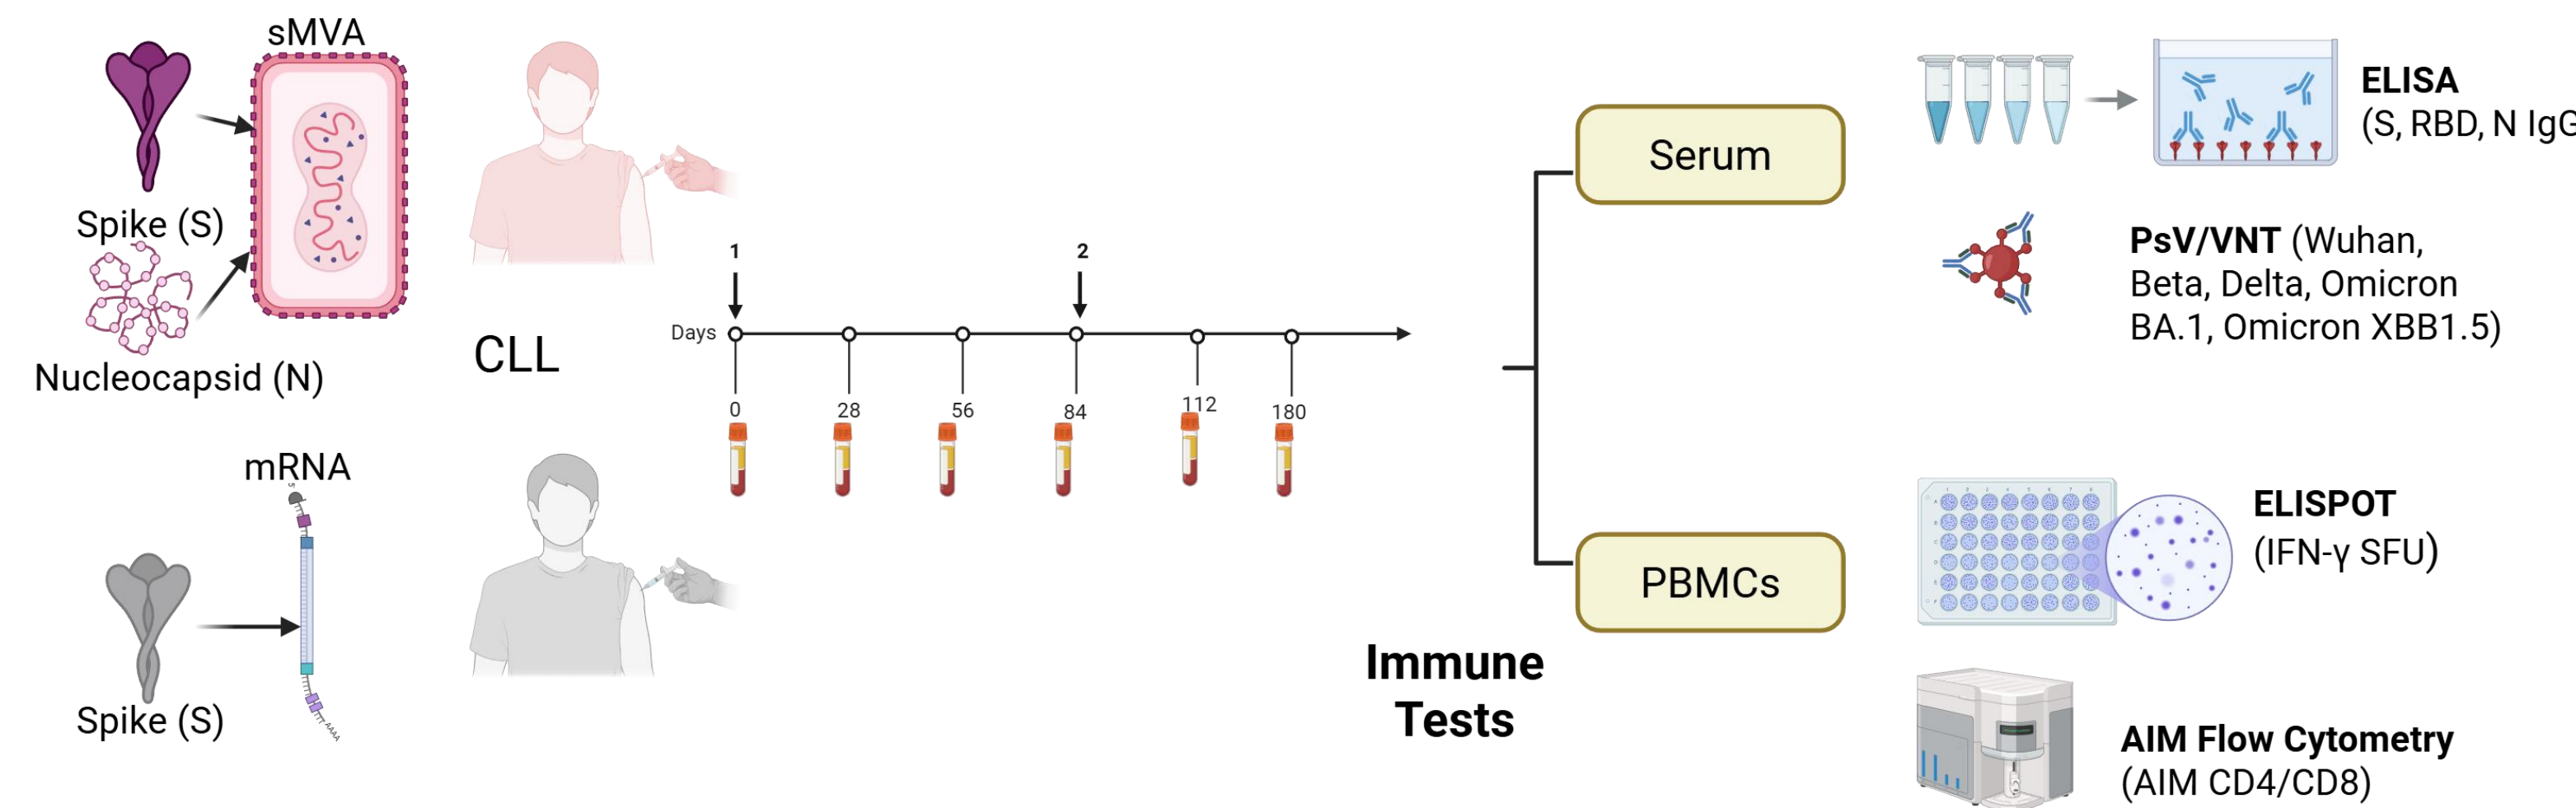 sMVA
Spike (S)
Nucleocapsid (N)
mRNA
Spike (S)
CLL
1
2
Days
0
28
56
84
112
180
Immune
Tests
Serum
PBMCs
ELISA
(S, RBD, N IgG
PsV/VNT (Wuhan,
Beta, Delta, Omicron
BA.1, Omicron XBB1.5)
ELISPOT
(IFN-γ SFU)
AIM Flow Cytometry
(AIM CD4/CD8)